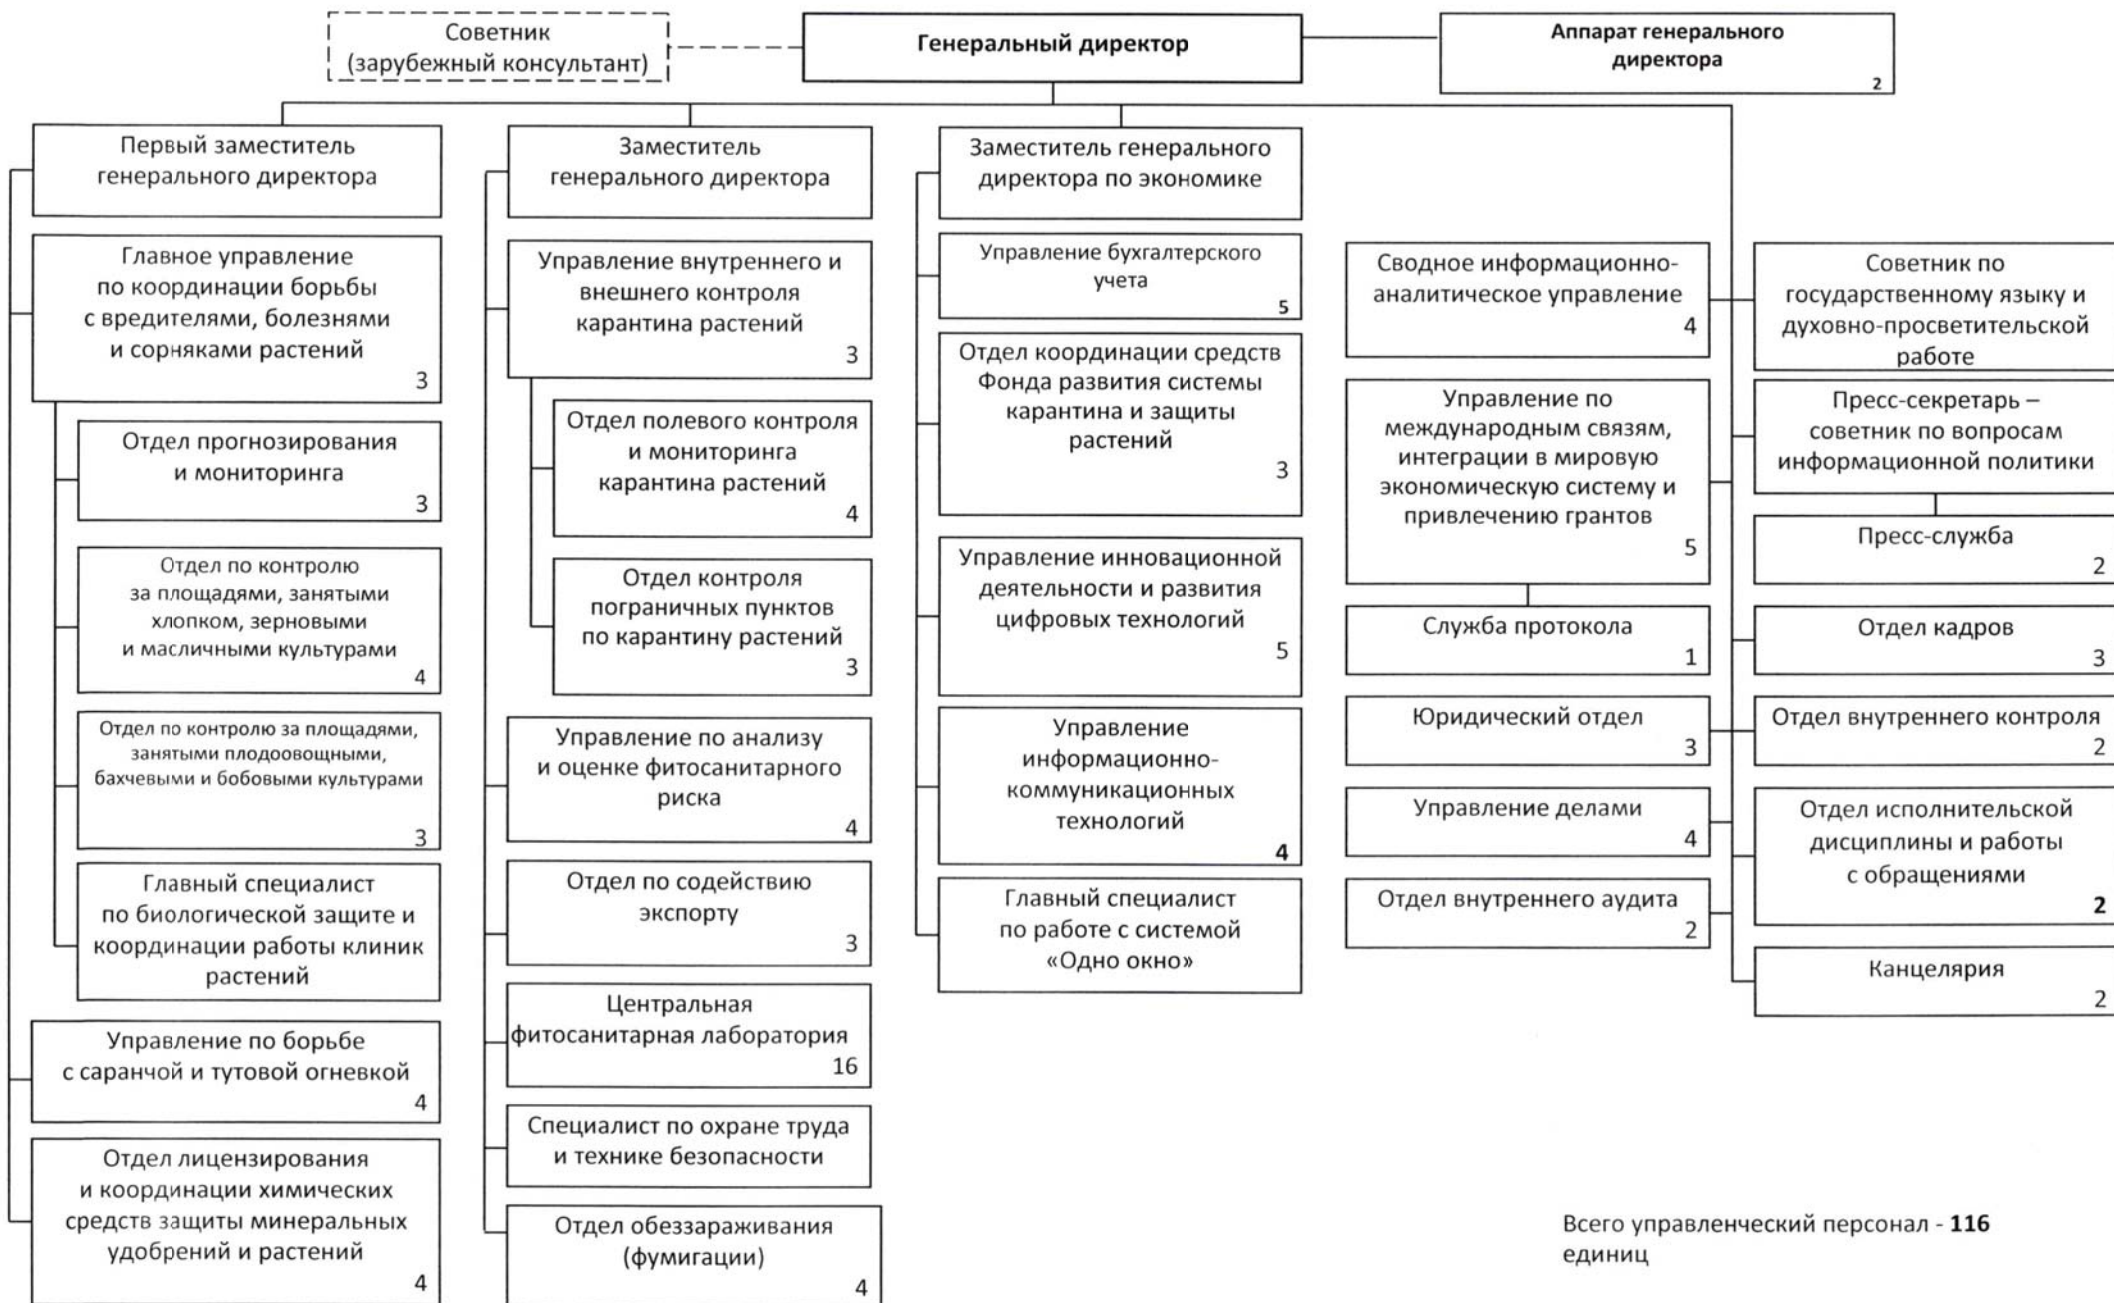 Советник
(зарубежный консультант)
Генеральный директор
Аппарат генерального
директора
2
Первый заместитель
генерального директора
Главное управление
по координации борьбы
с вредителями, болезнями
и сорняками растений
3
Отдел прогнозирования
и мониторинга
3
Отдел по контролю
за площадями, занятыми
хлопком, зерновыми
и масличными культурами
4
Отдел по контролю за площадями,
занятыми плодоовощными,
бахчевыми и бобовыми культурами
3
Главный специалист
по биологической защите и
координации работы клиник
растений
Управление по борьбе
с саранчой и тутовой огневкой
4
Отдел лицензирования
и координации химических
средств защиты минеральных
удобрений и растений
4
Заместитель
генерального директора
Управление внутреннего и
внешнего контроля
карантина растений
3
Отдел полевого контроля
и мониторинга
карантина растений
4
Отдел контроля
пограничных пунктов
по карантину растений
3
Управление по анализу
и оценке фитосанитарного
риска
4
Отдел по содействию
экспорту
3
Центральная
фитосанитарная лаборатория
16
Специалист по охране труда
и технике безопасности
Отдел обеззараживания
(фумигации)
4
Заместитель генерального
директора по экономике
Управление бухгалтерского
учета
5
Отдел координации средств
Фонда развития системы
карантина и защиты
растений
3
Управление инновационной
деятельности и развития
цифровых технологий
5
Управление
информационно-
коммуникационных
технологий
4
Главный специалист
по работе с системой
«Одно окно»
Сводное информационно-
аналитическое управление
4
Управление по
международным связям,
интеграции в мировую
экономическую систему и
привлечению грантов
5
Служба протокола
1
Юридический отдел
3
Управление делами
4
Отдел внутреннего аудита
2
Советник по
государственному языку и
духовно-просветительской
работе
Пресс-секретарь –
советник по вопросам
информационной политики
Пресс-служба
2
Отдел кадров
3
Отдел внутреннего контроля
2
Отдел исполнительской
дисциплины и работы
с обращениями
2
Канцелярия
2
Всего управленческий персонал - 116
единиц